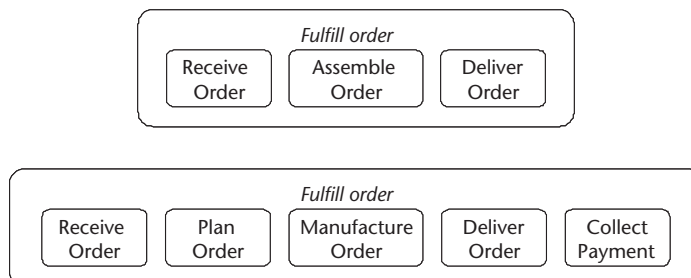 Fulfill order
Receive Assemble Deliver
Order Order Order
Fulfill order
Receive Plan Manufacture Deliver Collect
Order Order Order Order Payment